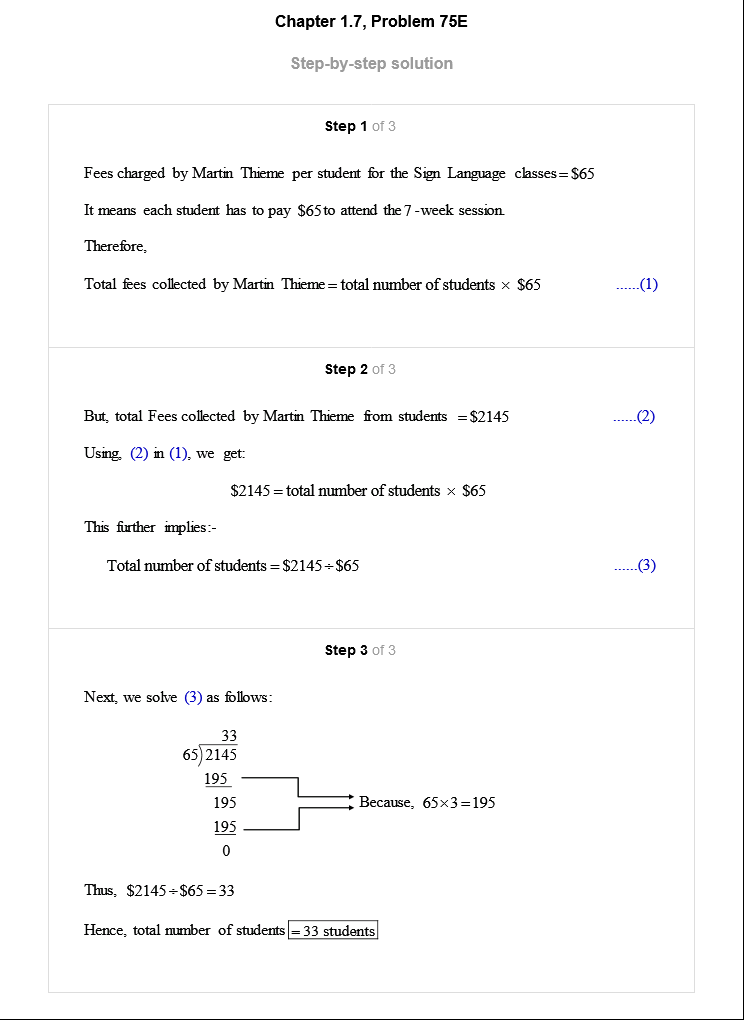 Chapter 1.7, Problem 75E
Step-by-step solution
Step 1 of 3
Fees charged by Martin Thieme per student for the Sign Language classes = $65
It means each student has to pay $65 to attend the 7 -week session.
Therefore,
Total fees collected by Martin Thieme = total number of students × $65 ......(1)
Step 2 of 3
But, total Fees collected by Martin Thieme from students = $2145 ......(2)
Using, (2) in (1), we get:
$2145 = total number of students × $65
This further implies:-
Total number of students = $2145 ÷ $65 ......(3)
Step 3 of 3
Next, we solve (3) as follows:
33
65)2145
195
195 Because, 65×3=195
195
0
Thus, $2145 ÷ $65 = 33
Hence, total number of students = 33 students